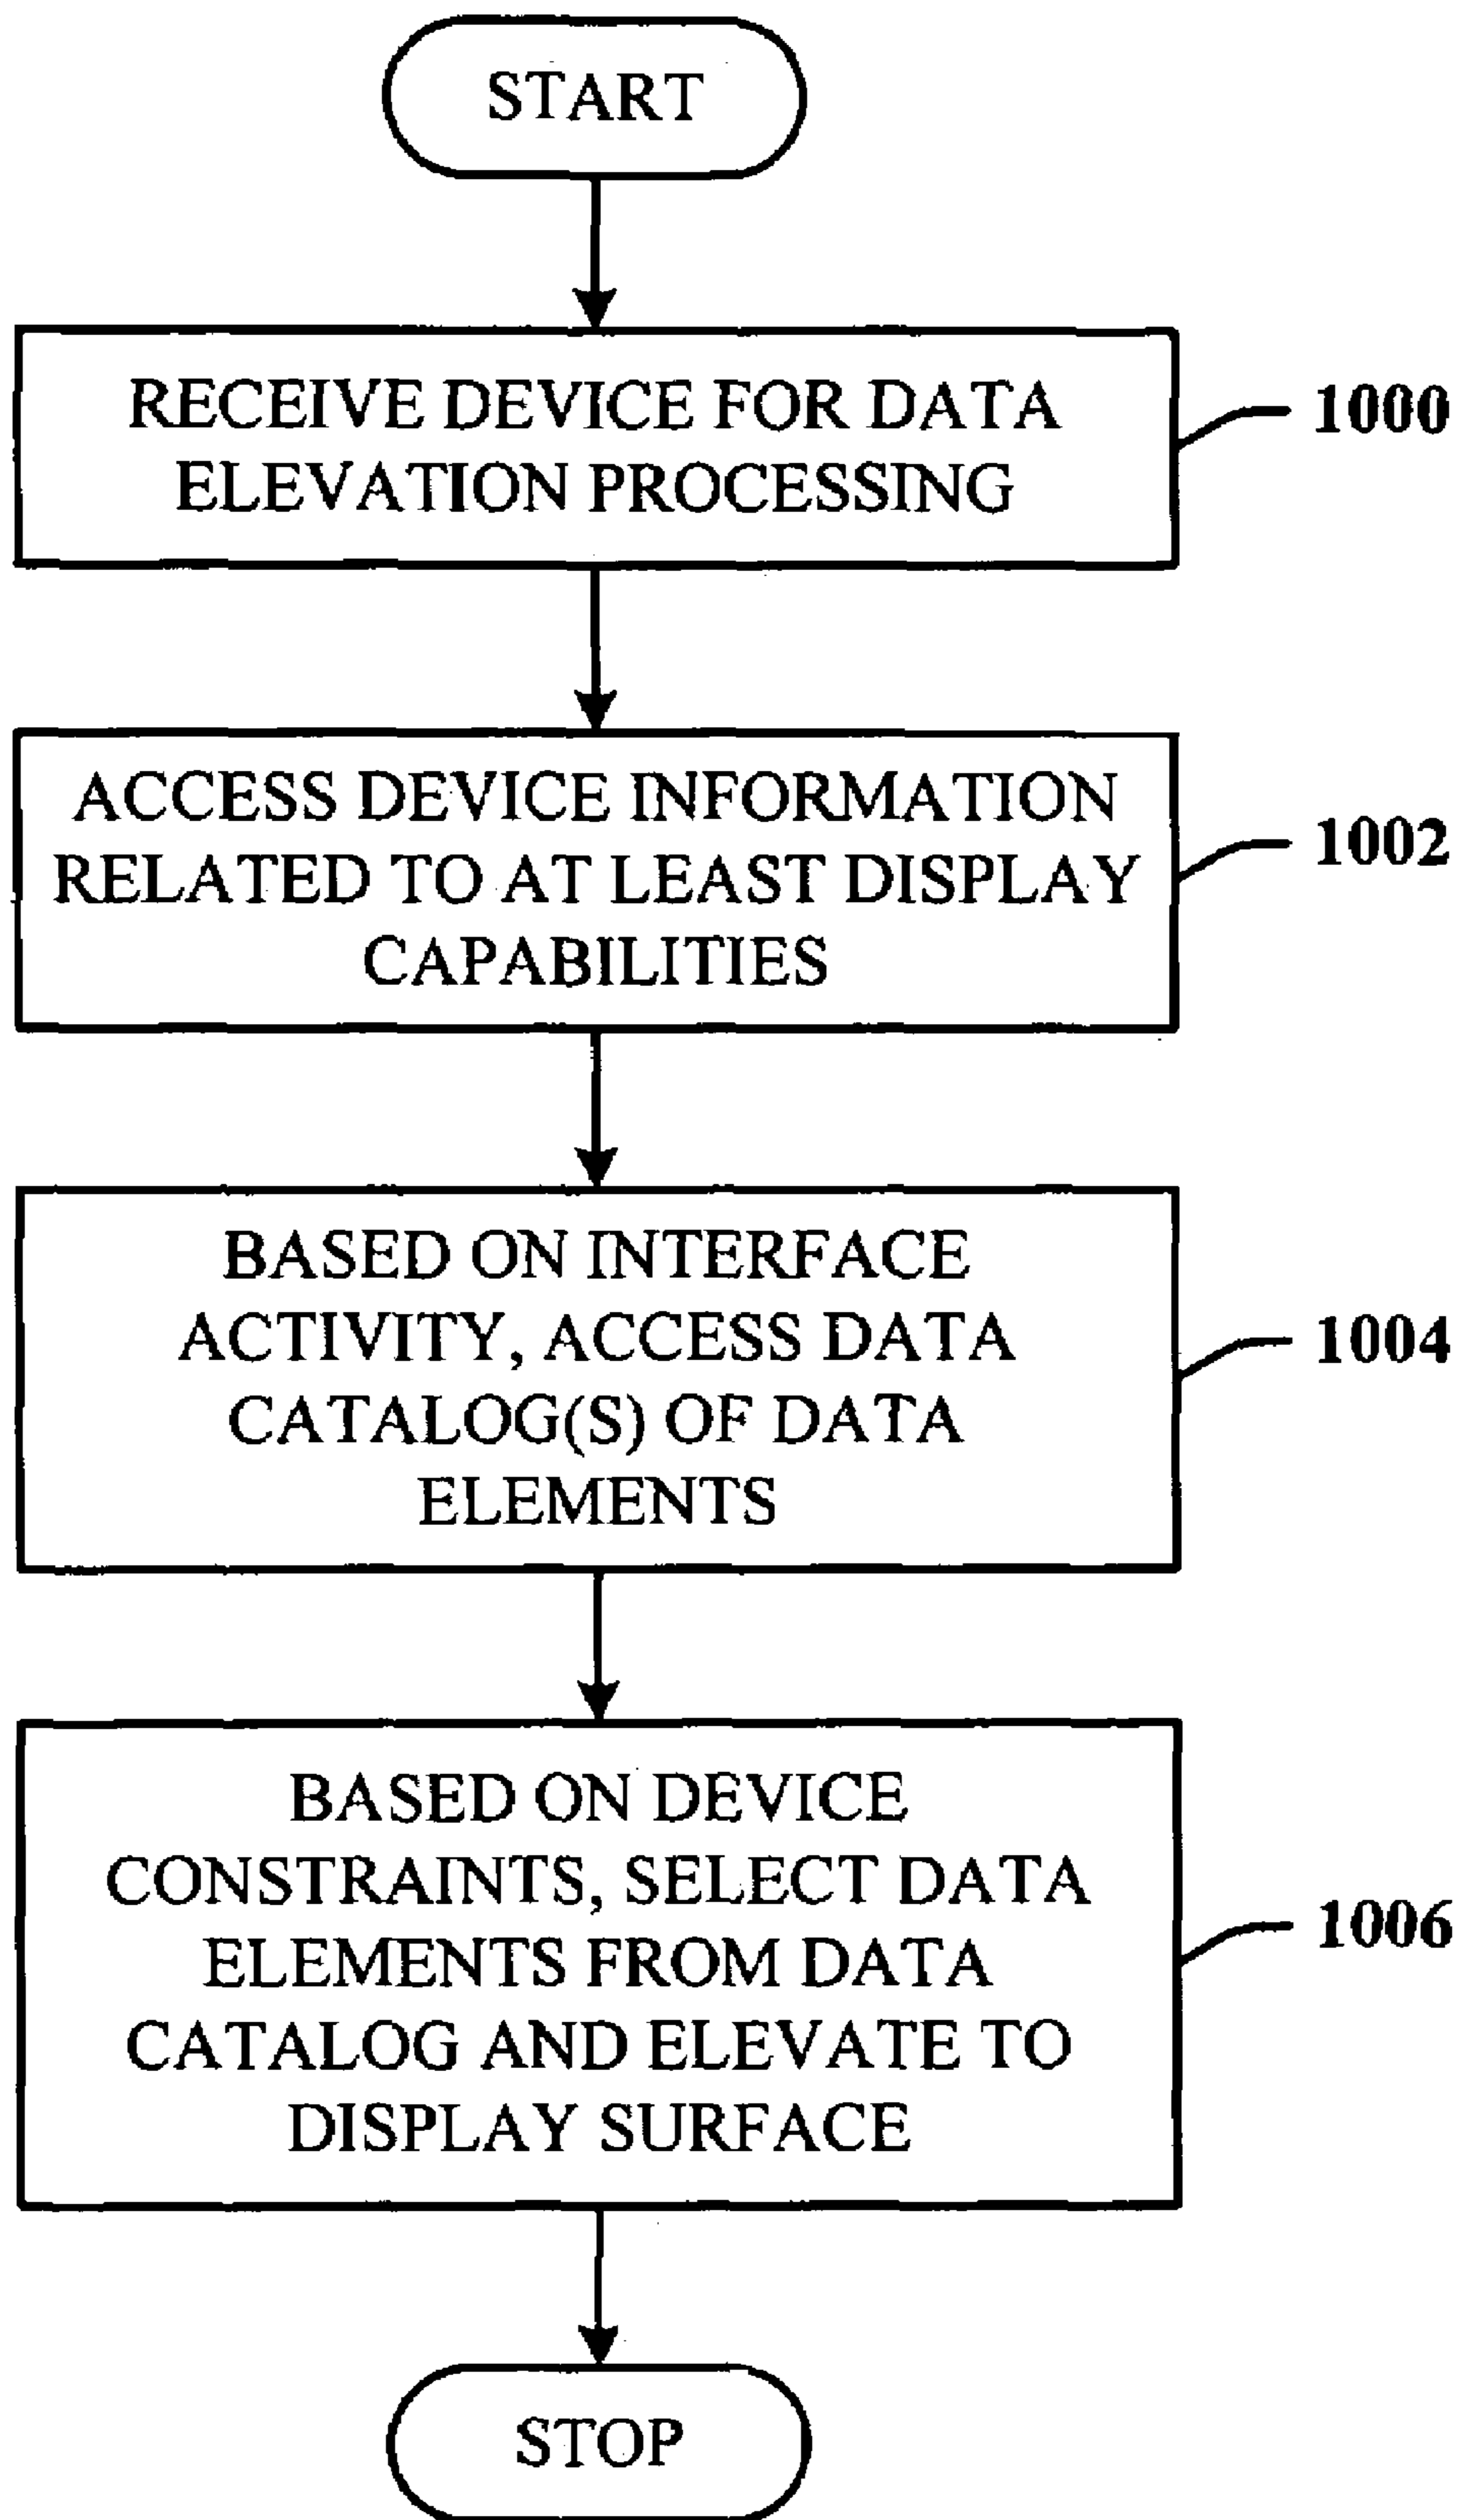 START
RECEIVE DEVICE FOR DATA
ELEVATION PROCESSING
1000
ACCESS DEVICE INFORMATION
RELATED TO AT LEAST DISPLAY
CAPABILITIES
1002
BASED ON INTERFACE
ACTIVITY, ACCESS DATA
CATALOG(S) OF DATA
ELEMENTS
1004
BASED ON DEVICE
CONSTRAINTS, SELECT DATA
ELEMENTS FROM DATA
CATALOG AND ELEVATE TO
DISPLAY SURFACE
1006
STOP